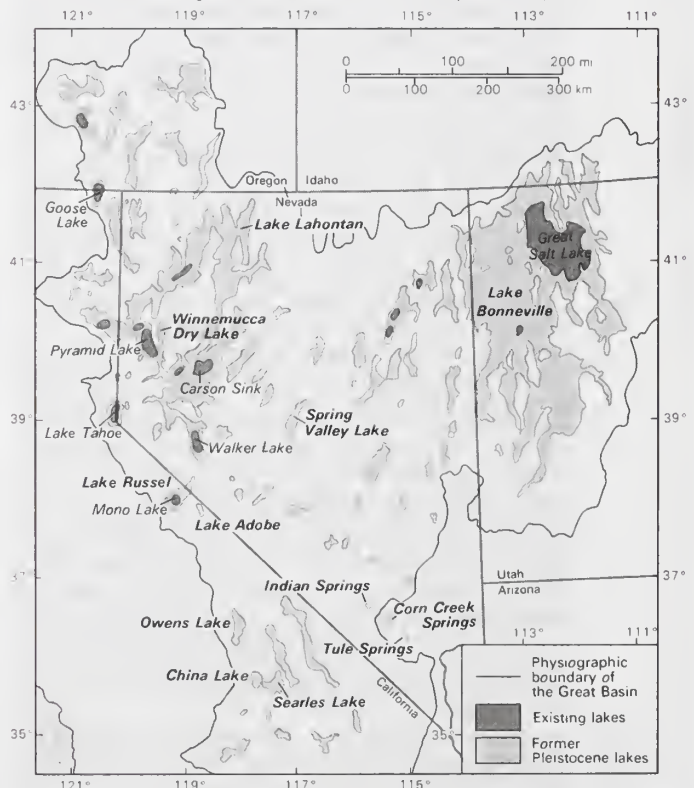 121° 119° 117° 115° 113° 111°
0 100 200 mi
0 100 200 300 km
43° 43°
Oregon Idaho
Nevada
Goose
Lake
Lake Lahontan
Great
Salt Lake
41° 41°
Lake
Bonneville
Winnemucca
Dry Lake
Pyramid Lake
Carson Sink
39° 39°
Spring
Valley Lake
Lake Tahoe
Walker Lake
Lake Russel
Mono Lake
Lake Adobe
37° 37°
Utah
Arizona
Indian Springs
Corn Creek
Springs
Owens Lake
113° 111°
Tule Springs
China Lake
California
Searles Lake
35° 35°
Physiographic
boundary of
the Great Basin
Existing lakes
Former
Pleistocene lakes
121° 119° 117° 115°